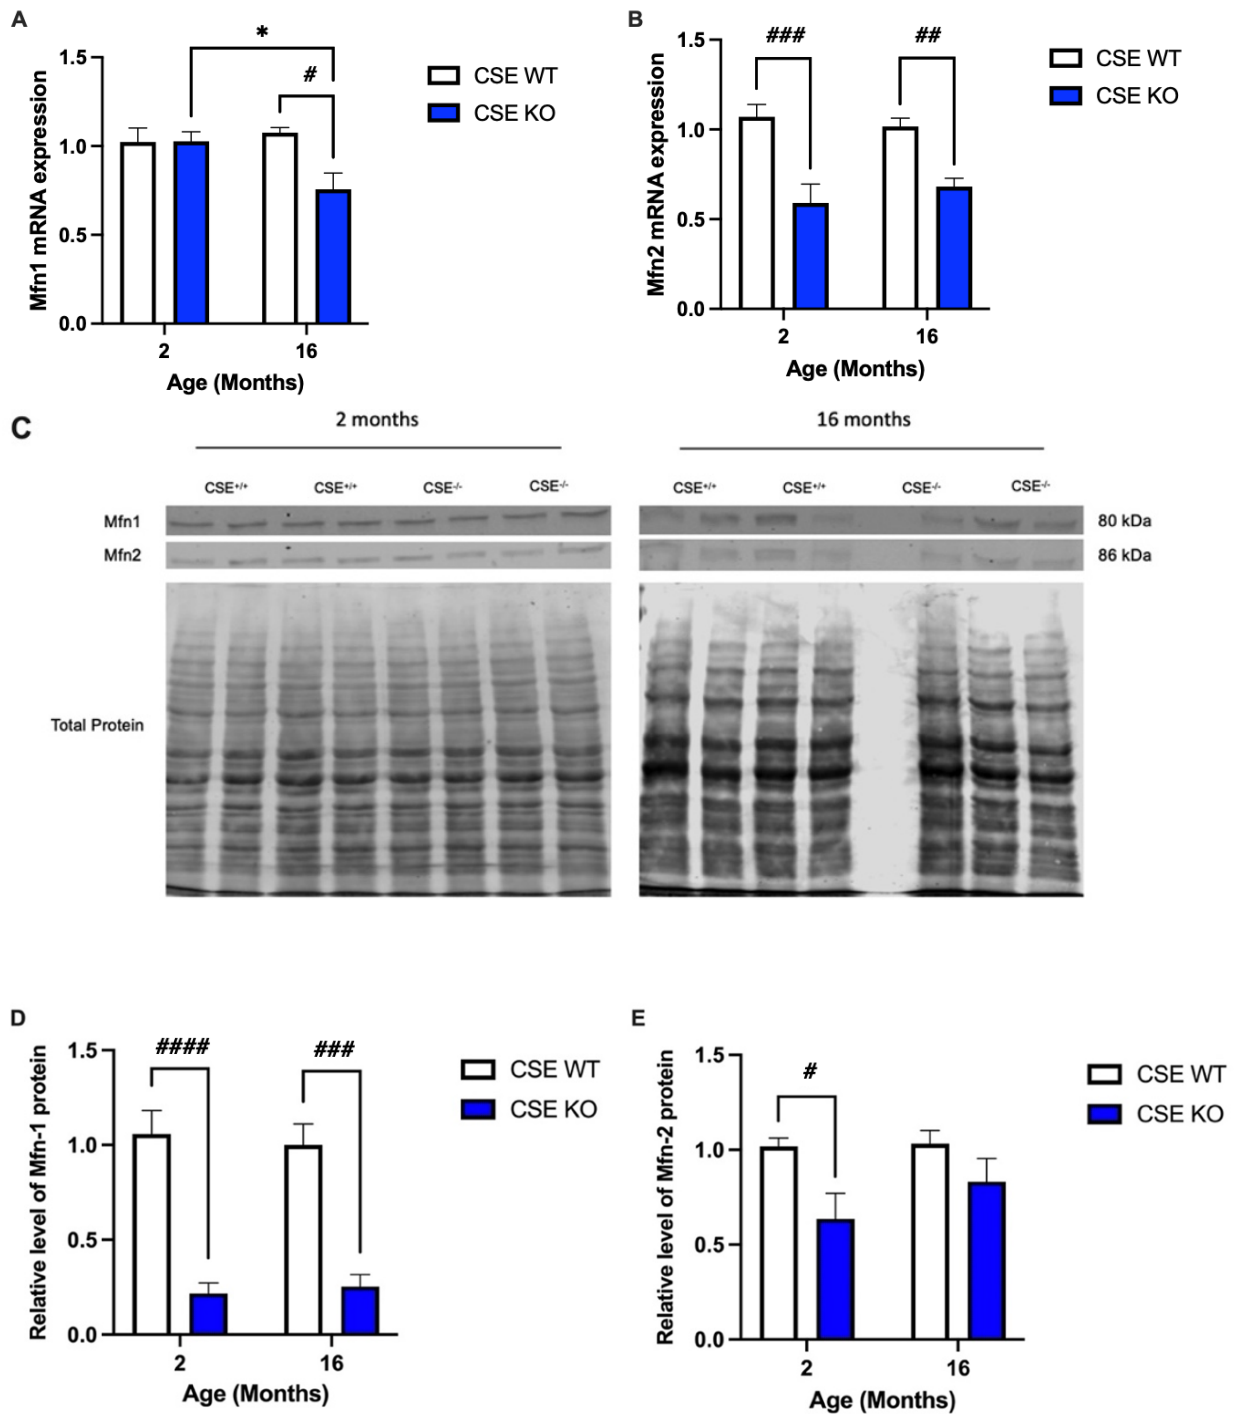 A
*
#
1.5
1.0
0.5
0.0
Mfn1 mRNA expression
2
16
Age (Months)
CSE WT
CSE KO
B
###
##
1.5
1.0
0.5
0.0
Mfn2 mRNA expression
2
16
Age (Months)
CSE WT
CSE KO
C
2 months
16 months
CSE+/+ CSE+/+ CSE-/- CSE-/- CSE+/+ CSE+/+ CSE-/- CSE-/-
Mfn1
80 kDa
Mfn2
86 kDa
Total Protein
D
####
###
1.5
1.0
0.5
0.0
Relative level of Mfn-1 protein
2
16
Age (Months)
CSE WT
CSE KO
E
#
1.5
1.0
0.5
0.0
Relative level of Mfn-2 protein
2
16
Age (Months)
CSE WT
CSE KO